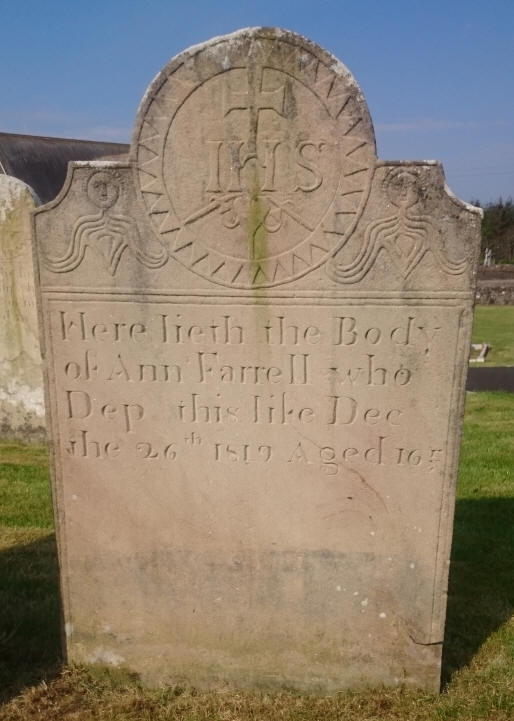 IHS
Here lieth the Body
of Ann Farrell who
Dep this life Dec
the 26th 1819 Aged 165